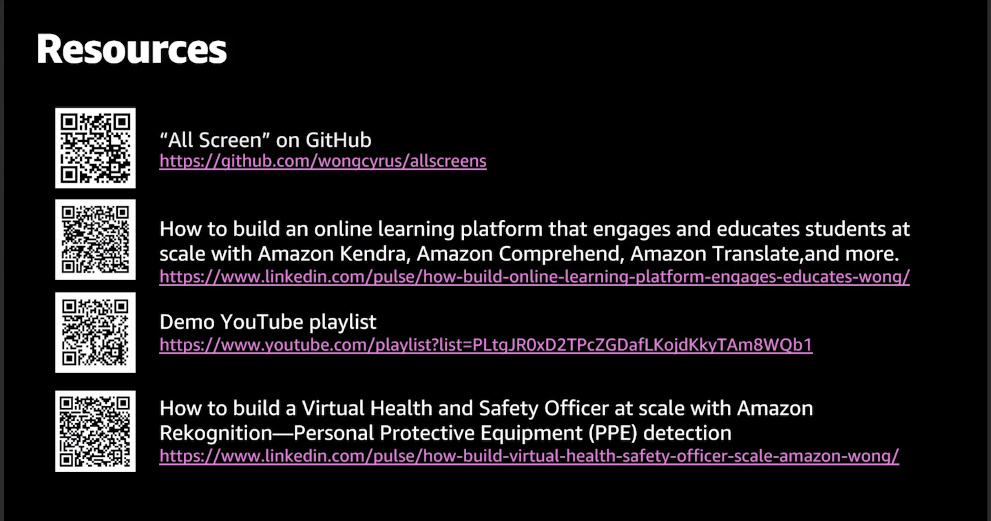 Resources
“All Screen” on GitHub
https://github.com/wongcyrus/allscreens
How to build an online learning platform that engages and educates students at
scale with Amazon Kendra, Amazon Comprehend, Amazon Translate,and more.
https://www.linkedin.com/pulse/how-build-online-learning-platform-engages-educates-wong/
Demo YouTube playlist
https://www.youtube.com/playlist?list=PLtgJR0xD2TPcZGDafLKojdKkyTAm8WQb1
How to build a Virtual Health and Safety Officer at scale with Amazon
Rekognition—Personal Protective Equipment (PPE) detection
https://www.linkedin.com/pulse/how-build-virtual-health-safety-officer-scale-amazon-wong/